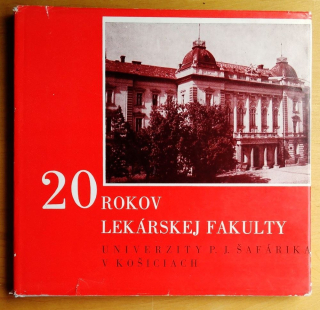 20 ROKOV
LEKÁRSKEJ FAKULTY
UNIVERZITY P. J. ŠAFÁRIKA
V KOŠICIACH